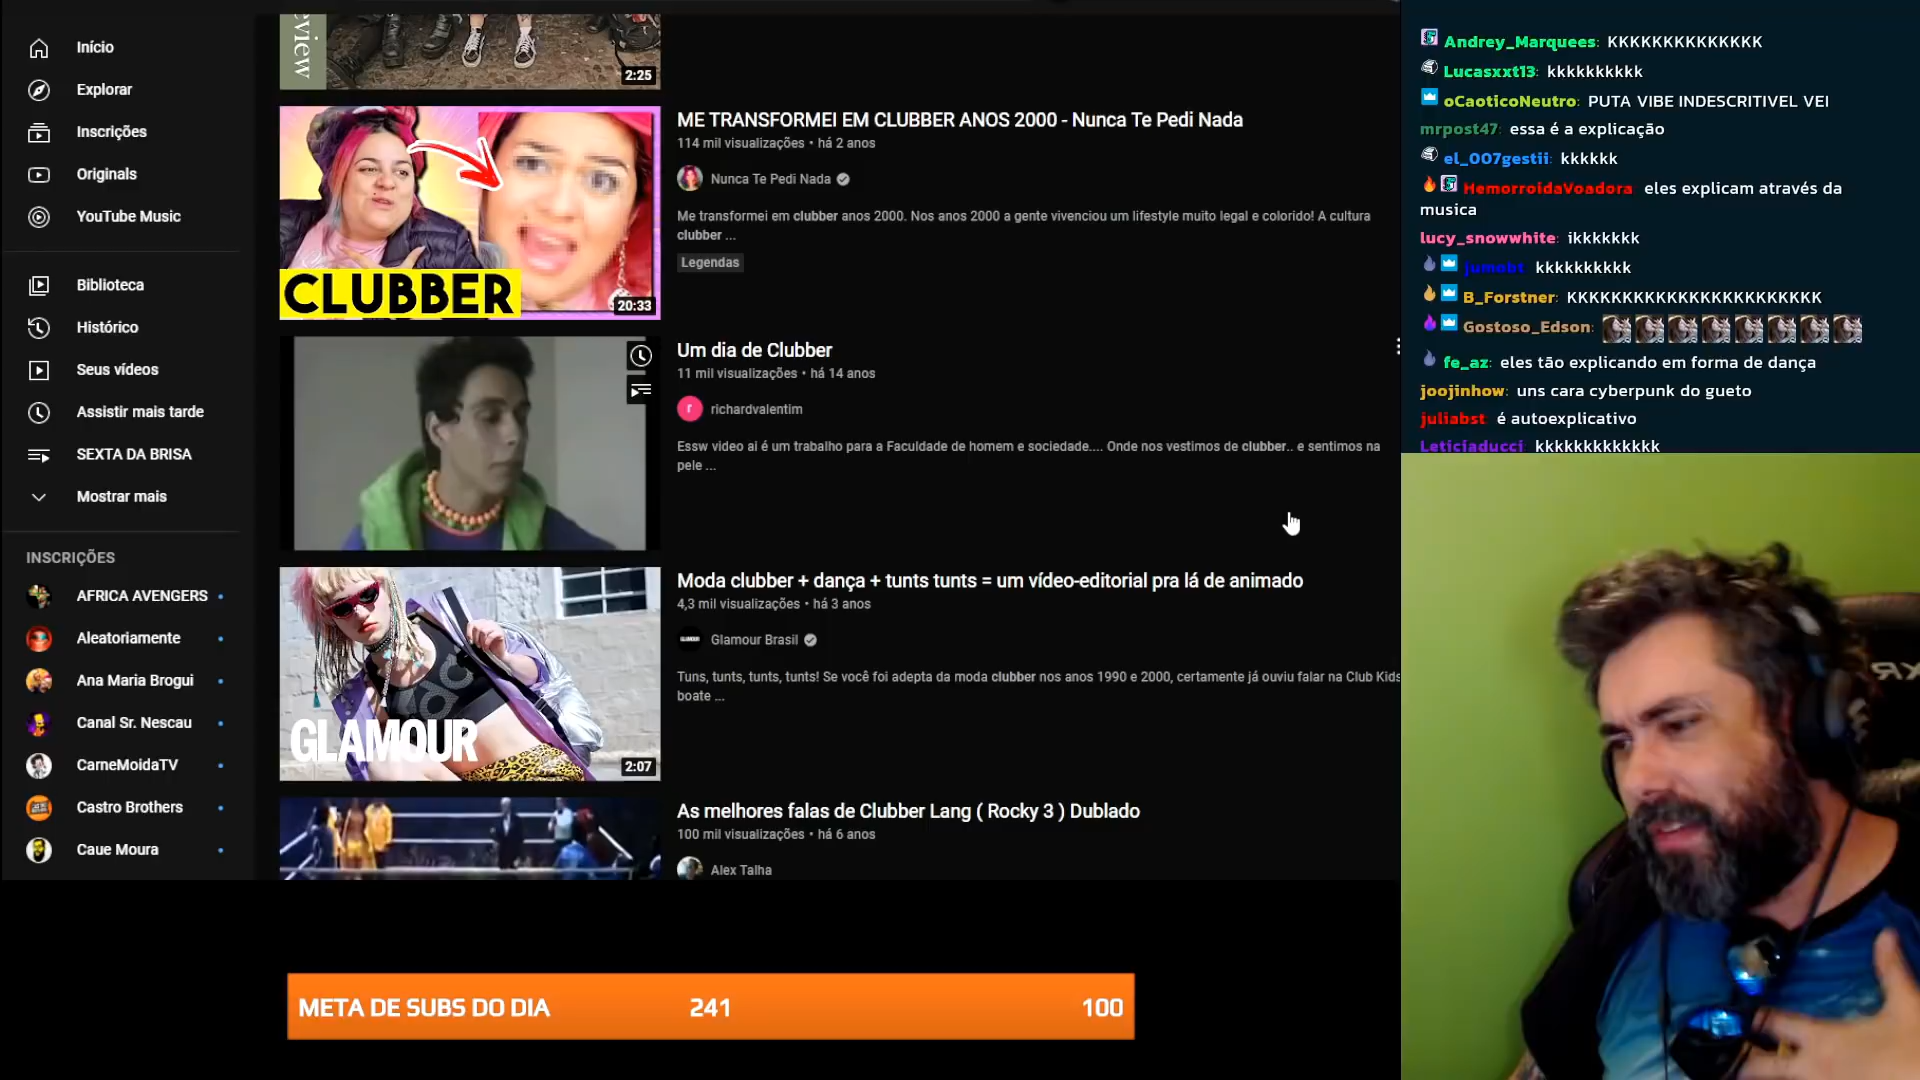 Início
Explorar
Inscrições
Originals
YouTube Music
Biblioteca
Histórico
Seus vídeos
Assistir mais tarde
SEXTA DA BRISA
Mostrar mais
INSCRIÇÕES
AFRICA AVENGERS
Aleatoriamente
Ana Maria Brogui
Canal Sr. Nescau
CarneMoidaTV
Castro Brothers
Caue Moura
2:25
CLUBBER
20:33
ME TRANSFORMEI EM CLUBBER ANOS 2000 - Nunca Te Pedi Nada
114 mil visualizações • há 2 anos
Nunca Te Pedi Nada
Me transformei em clubber anos 2000. Nos anos 2000 a gente vivenciou um lifestyle muito legal e colorido! A cultura
clubber ...
Legendas
Um dia de Clubber
11 mil visualizações • há 14 anos
r richardvalentim
Essw video ai é um trabalho para a Faculdade de homem e sociedade.... Onde nos vestimos de clubber.. e sentimos na
pele ...
GLAMOUR
2:07
Moda clubber + dança + tunts tunts = um vídeo-editorial pra lá de animado
4,3 mil visualizações • há 3 anos
GLAMOUR Glamour Brasil
Tuns, tunts, tunts, tunts! Se você foi adepta da moda clubber nos anos 1990 e 2000, certamente já ouviu falar na Club Kids
boate ...
As melhores falas de Clubber Lang ( Rocky 3 ) Dublado
100 mil visualizações • há 6 anos
Alex Talha
META DE SUBS DO DIA 241 100
Andrey_Marquees: KKKKKKKKKKKKKK
Lucasxxt13: kkkkkkkkkk
oCaoticoNeutro: PUTA VIBE INDESCRITIVEL VEI
mrpost47: essa é a explicação
el_007gestii: kkkkkk
HemorroidaVoadora eles explicam através da
musica
lucy_snowwhite: ikkkkkkk
jumobt kkkkkkkkkk
B_Forstner: KKKKKKKKKKKKKKKKKKKKKKK
Gostoso_Edson:
fe_az: eles tão explicando em forma de dança
joojinhow: uns cara cyberpunk do gueto
juliabst é autoexplicativo
Leticiaducci kkkkkkkkkkkkk